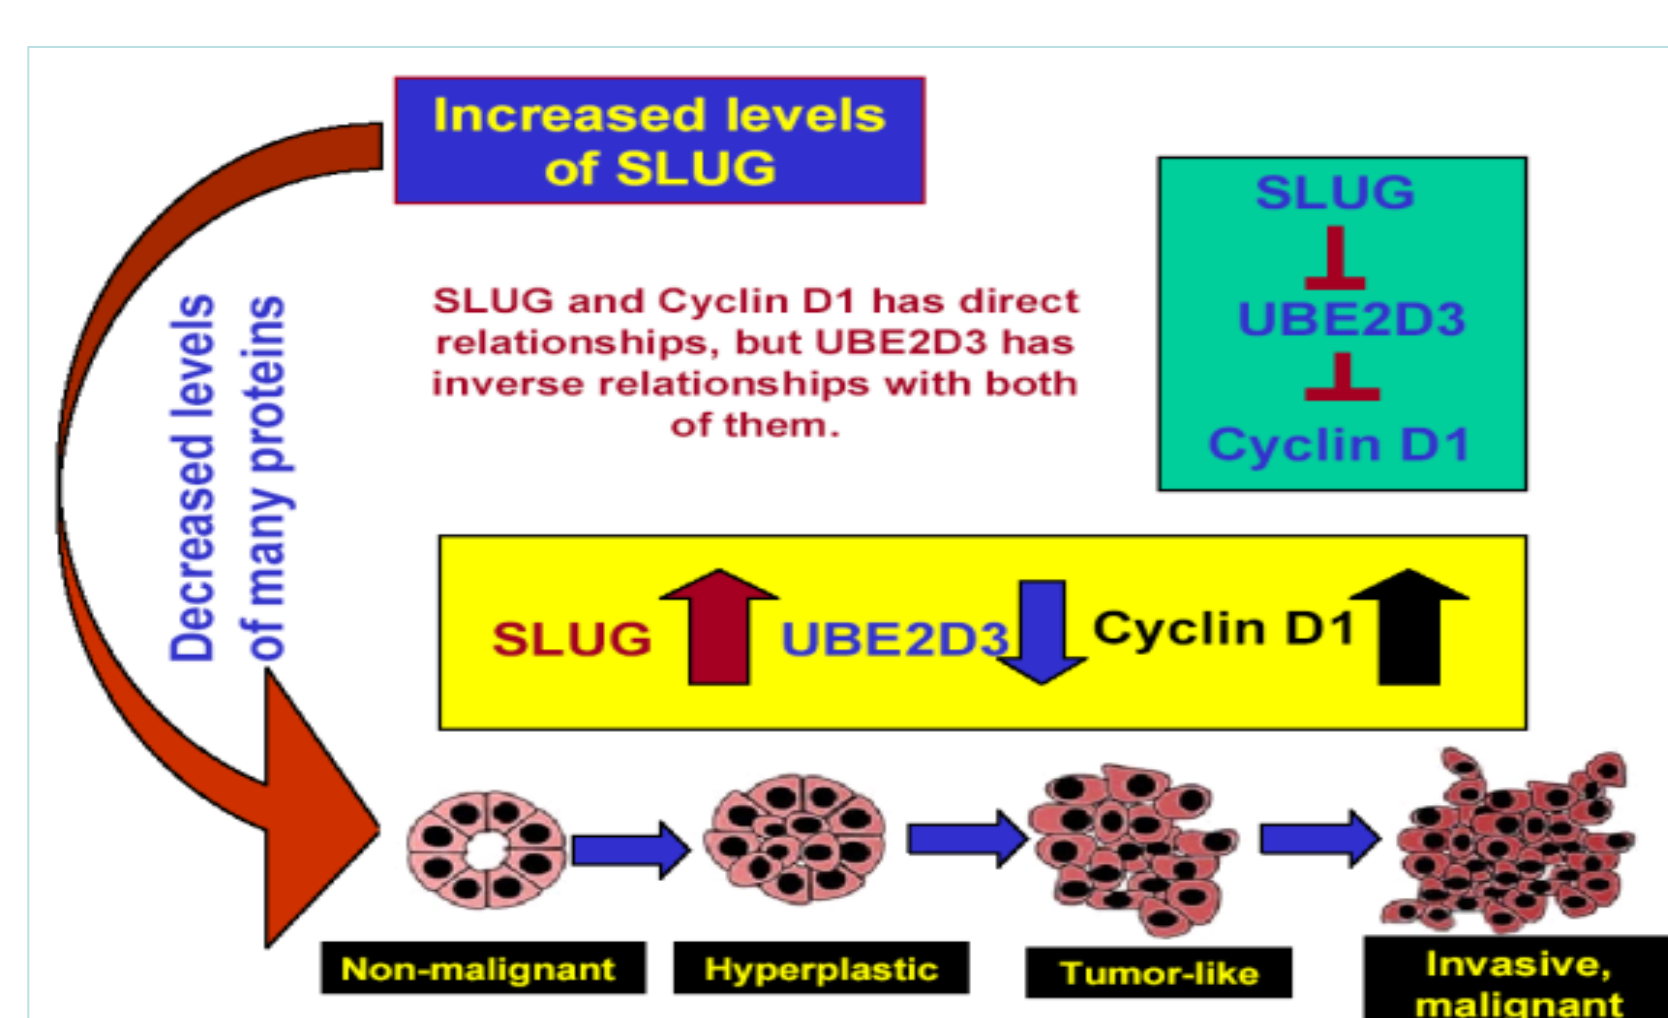 Increased levels
of SLUG
SLUG
UBE2D3
Cyclin D1
Decreased levels
of many proteins
SLUG and Cyclin D1 has direct
relationships, but UBE2D3 has
inverse relationships with both
of them.
SLUG
UBE2D3
Cyclin D1
Non-malignant
Hyperplastic
Tumor-like
Invasive,
malignant